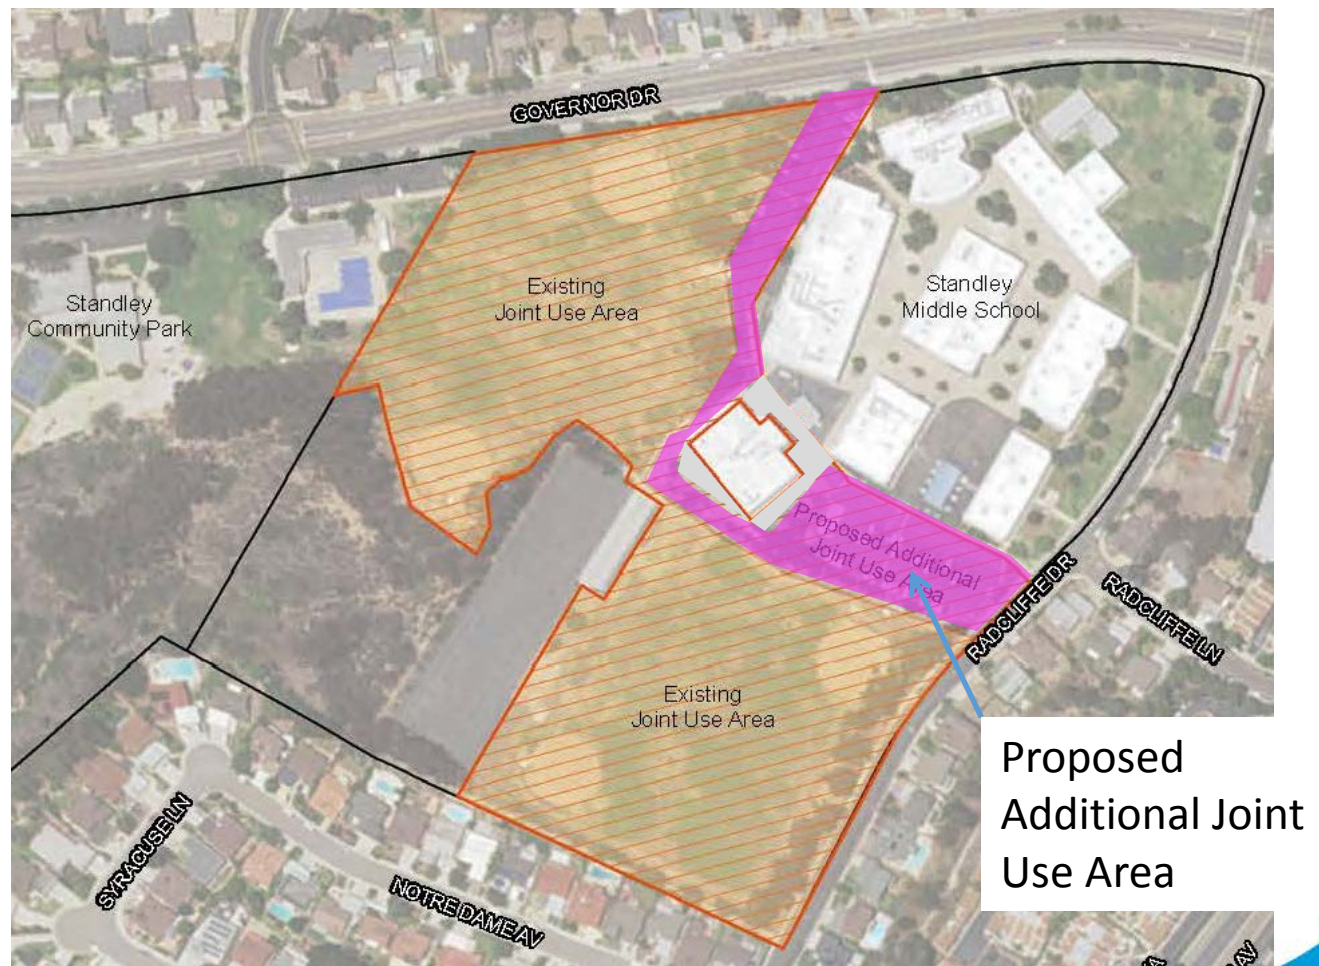 GOVERNOR DR
Existing
Joint Use Area
Standley
Middle School
Standley
Community Park
Proposed Additional
Joint Use Area
RADCLIFFE DR
RADCLIFFE LN
Existing
Joint Use Area
Proposed
Additional Joint
Use Area
SYRACUSE LN
NOTRE DAME AV
AV